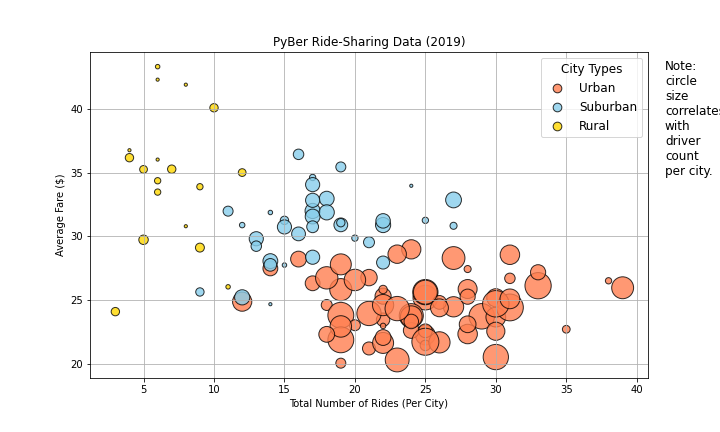 PyBer Ride-Sharing Data (2019)
City Types
Urban
Suburban
Rural
Note:
circle
size
correlates
with
driver
count
per city.
Average Fare ($)
40
35
30
25
20
5
10
15
20
25
30
35
40
Total Number of Rides (Per City)